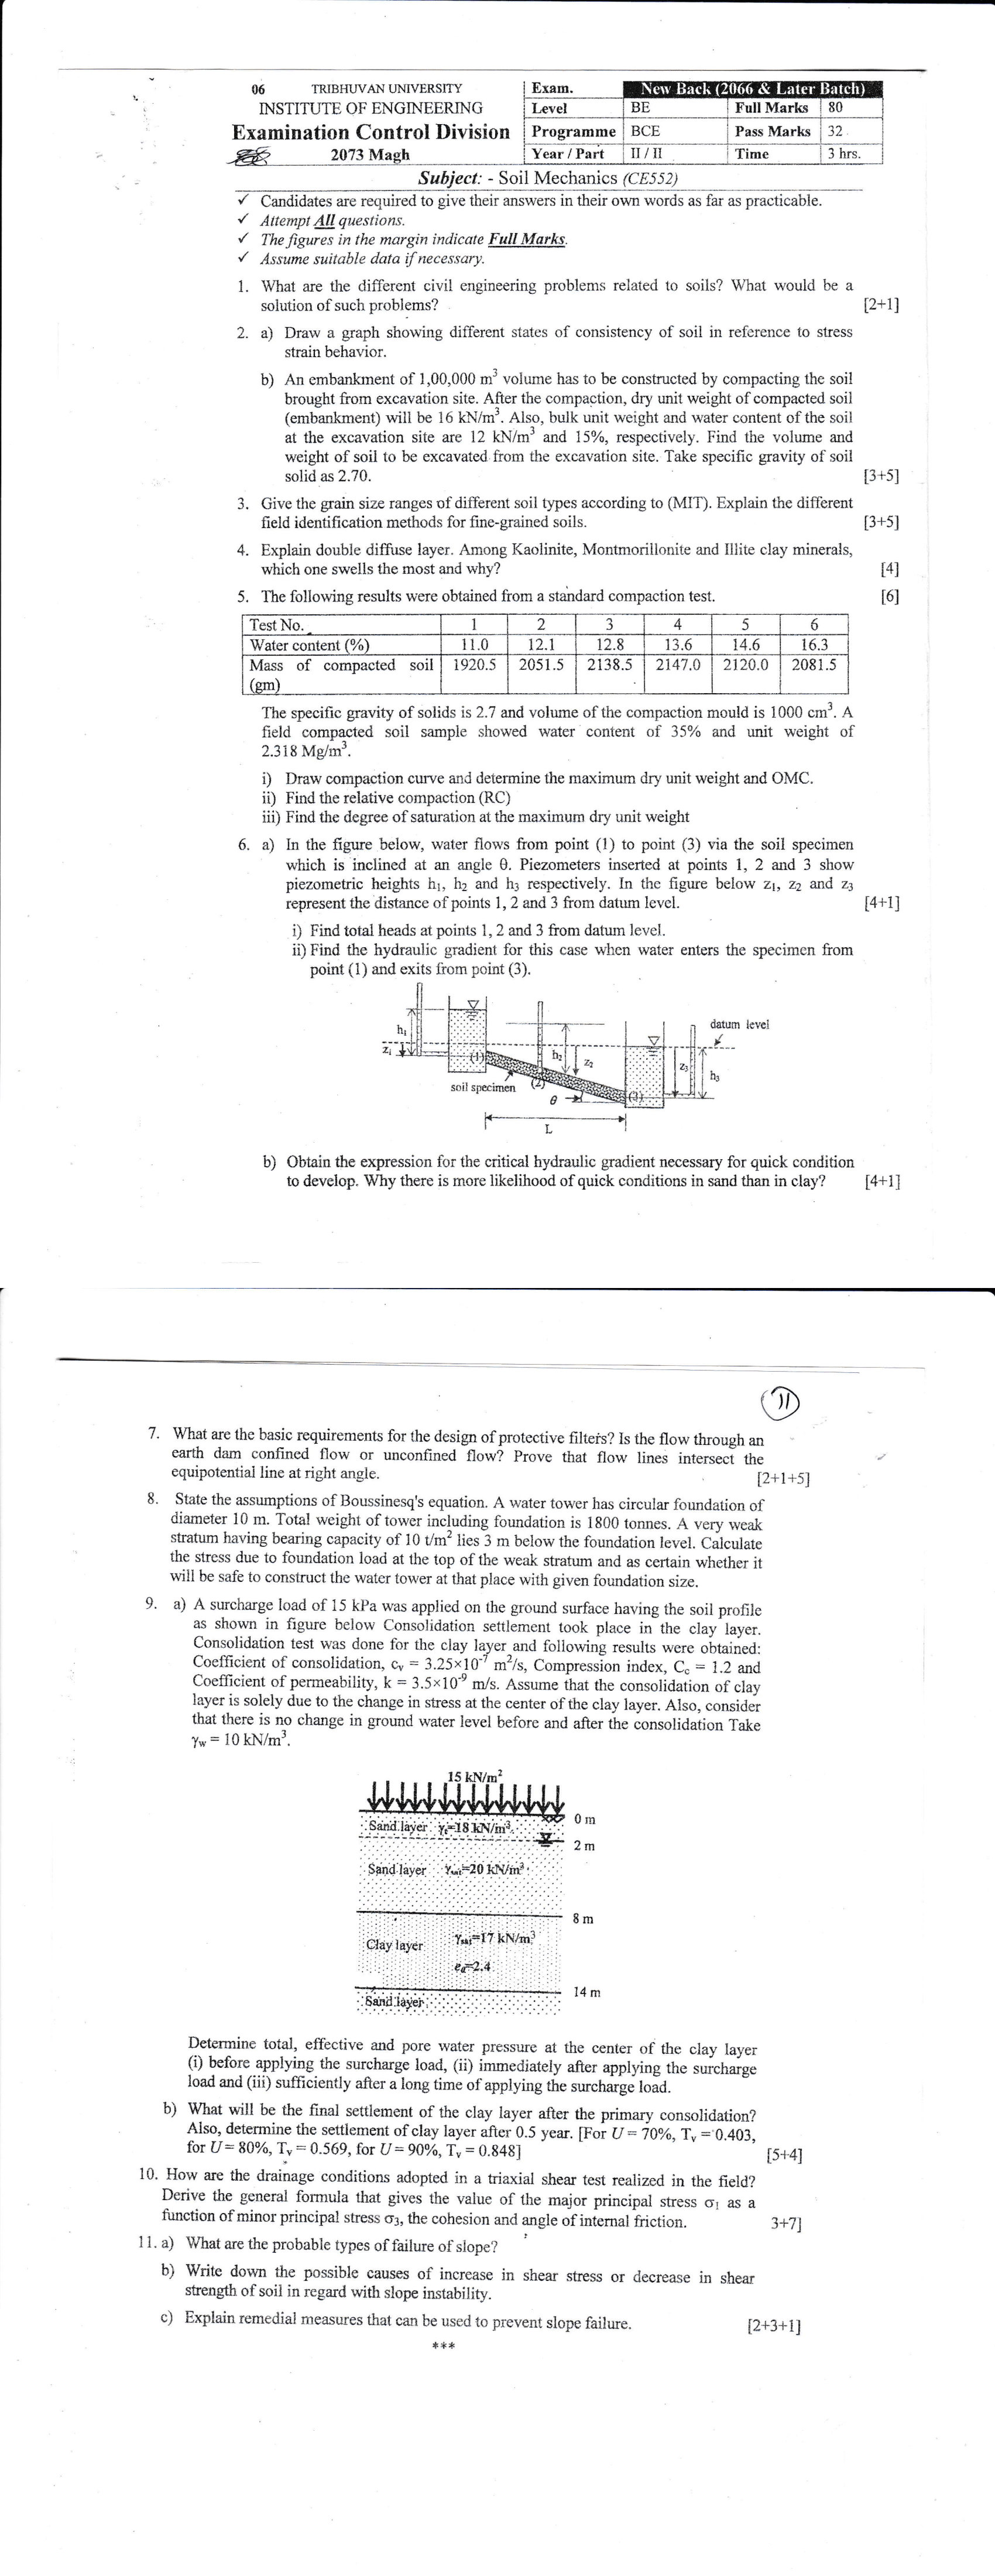 06 TRIBHUVAN UNIVERSITY
INSTITUTE OF ENGINEERING
Examination Control Division
2073 Magh
Exam. New Back (2066 & Later Batch)
Level BE Full Marks 80
Programme BCE Pass Marks 32
Year / Part II / II Time 3 hrs.
Subject: - Soil Mechanics (CE552)
✓ Candidates are required to give their answers in their own words as far as practicable.
✓ Attempt All questions.
✓ The figures in the margin indicate Full Marks.
✓ Assume suitable data if necessary.
1. What are the different civil engineering problems related to soils? What would be a
solution of such problems? [2+1]
2. a) Draw a graph showing different states of consistency of soil in reference to stress
strain behavior.
b) An embankment of 1,00,000 m³ volume has to be constructed by compacting the soil
brought from excavation site. After the compaction, dry unit weight of compacted soil
(embankment) will be 16 kN/m³. Also, bulk unit weight and water content of the soil
at the excavation site are 12 kN/m³ and 15%, respectively. Find the volume and
weight of soil to be excavated from the excavation site. Take specific gravity of soil
solid as 2.70. [3+5]
3. Give the grain size ranges of different soil types according to (MIT). Explain the different
field identification methods for fine-grained soils. [3+5]
4. Explain double diffuse layer. Among Kaolinite, Montmorillonite and Illite clay minerals,
which one swells the most and why? [4]
5. The following results were obtained from a standard compaction test. [6]
Test No. 1 2 3 4 5 6
Water content (%) 11.0 12.1 12.8 13.6 14.6 16.3
Mass of compacted soil 1920.5 2051.5 2138.5 2147.0 2120.0 2081.5
(gm)
The specific gravity of solids is 2.7 and volume of the compaction mould is 1000 cm³. A
field compacted soil sample showed water content of 35% and unit weight of
2.318 Mg/m³.
i) Draw compaction curve and determine the maximum dry unit weight and OMC.
ii) Find the relative compaction (RC)
iii) Find the degree of saturation at the maximum dry unit weight
6. a) In the figure below, water flows from point (1) to point (3) via the soil specimen
which is inclined at an angle θ. Piezometers inserted at points 1, 2 and 3 show
piezometric heights h₁, h₂ and h₃ respectively. In the figure below z₁, z₂ and z₃
represent the distance of points 1, 2 and 3 from datum level. [4+1]
i) Find total heads at points 1, 2 and 3 from datum level.
ii) Find the hydraulic gradient for this case when water enters the specimen from
point (1) and exits from point (3).
datum level
h₁
z₁
(1)
h₂
z₂
z₃
h₃
soil specimen
(2)
θ
(3)
L
b) Obtain the expression for the critical hydraulic gradient necessary for quick condition
to develop. Why there is more likelihood of quick conditions in sand than in clay? [4+1]
11
7. What are the basic requirements for the design of protective filters? Is the flow through an
earth dam confined flow or unconfined flow? Prove that flow lines intersect the
equipotential line at right angle. [2+1+5]
8. State the assumptions of Boussinesq's equation. A water tower has circular foundation of
diameter 10 m. Total weight of tower including foundation is 1800 tonnes. A very weak
stratum having bearing capacity of 10 t/m² lies 3 m below the foundation level. Calculate
the stress due to foundation load at the top of the weak stratum and as certain whether it
will be safe to construct the water tower at that place with given foundation size.
9. a) A surcharge load of 15 kPa was applied on the ground surface having the soil profile
as shown in figure below Consolidation settlement took place in the clay layer.
Consolidation test was done for the clay layer and following results were obtained:
Coefficient of consolidation, cᵥ = 3.25×10⁻⁷ m²/s, Compression index, C꜀ = 1.2 and
Coefficient of permeability, k = 3.5×10⁻⁹ m/s. Assume that the consolidation of clay
layer is solely due to the change in stress at the center of the clay layer. Also, consider
that there is no change in ground water level before and after the consolidation Take
γw = 10 kN/m³.
15 kN/m²
0 m
Sand layer γt=18 kN/m³
2 m
Sand layer γsat=20 kN/m³
8 m
Clay layer γsat=17 kN/m³
e₀=2.4
14 m
Sand layer
Determine total, effective and pore water pressure at the center of the clay layer
(i) before applying the surcharge load, (ii) immediately after applying the surcharge
load and (iii) sufficiently after a long time of applying the surcharge load.
b) What will be the final settlement of the clay layer after the primary consolidation?
Also, determine the settlement of clay layer after 0.5 year. [For U = 70%, Tᵥ = 0.403,
for U = 80%, Tᵥ = 0.569, for U = 90%, Tᵥ = 0.848] [5+4]
10. How are the drainage conditions adopted in a triaxial shear test realized in the field?
Derive the general formula that gives the value of the major principal stress σ₁ as a
function of minor principal stress σ₃, the cohesion and angle of internal friction. 3+7]
11. a) What are the probable types of failure of slope?
b) Write down the possible causes of increase in shear stress or decrease in shear
strength of soil in regard with slope instability.
c) Explain remedial measures that can be used to prevent slope failure. [2+3+1]
***